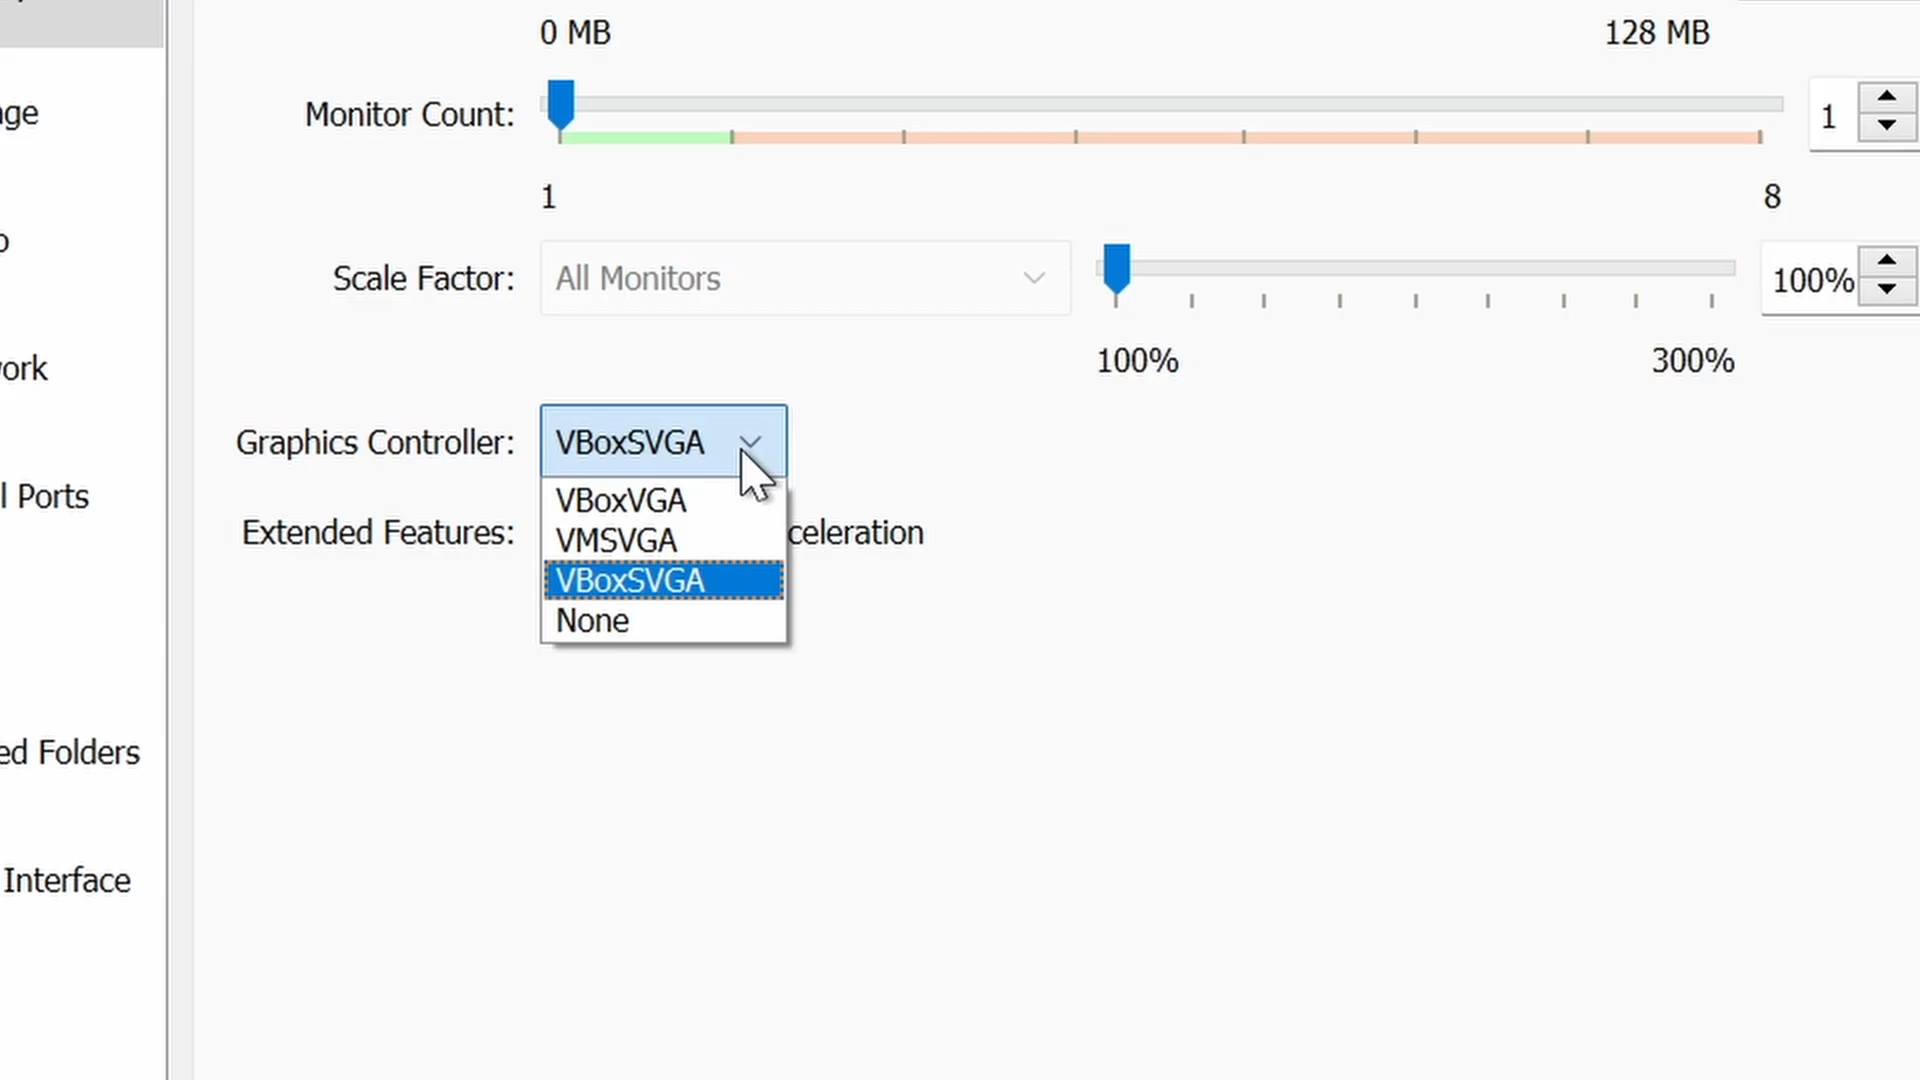 0 MB 128 MB
Monitor Count: 1
1 8
Scale Factor: All Monitors 100%
100% 300%
Graphics Controller: VBoxSVGA
VBoxVGA
VMSVGA
VBoxSVGA
None
Extended Features: celeration
ge
o
ork
l Ports
ed Folders
Interface